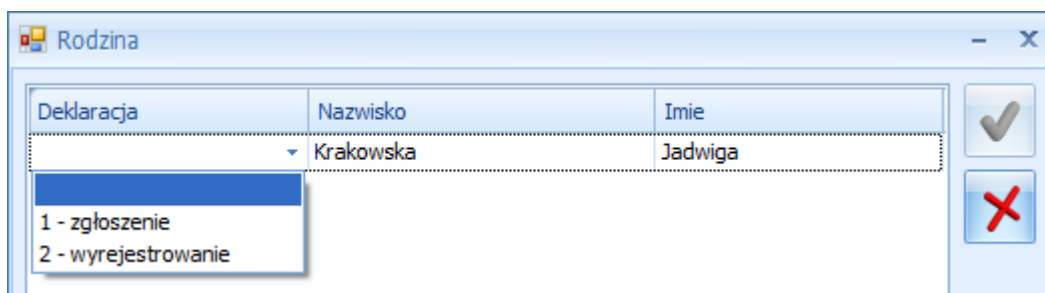 Rodzina
Deklaracja Nazwisko Imie
Krakowska Jadwiga
1 - zgłoszenie
2 - wyrejestrowanie